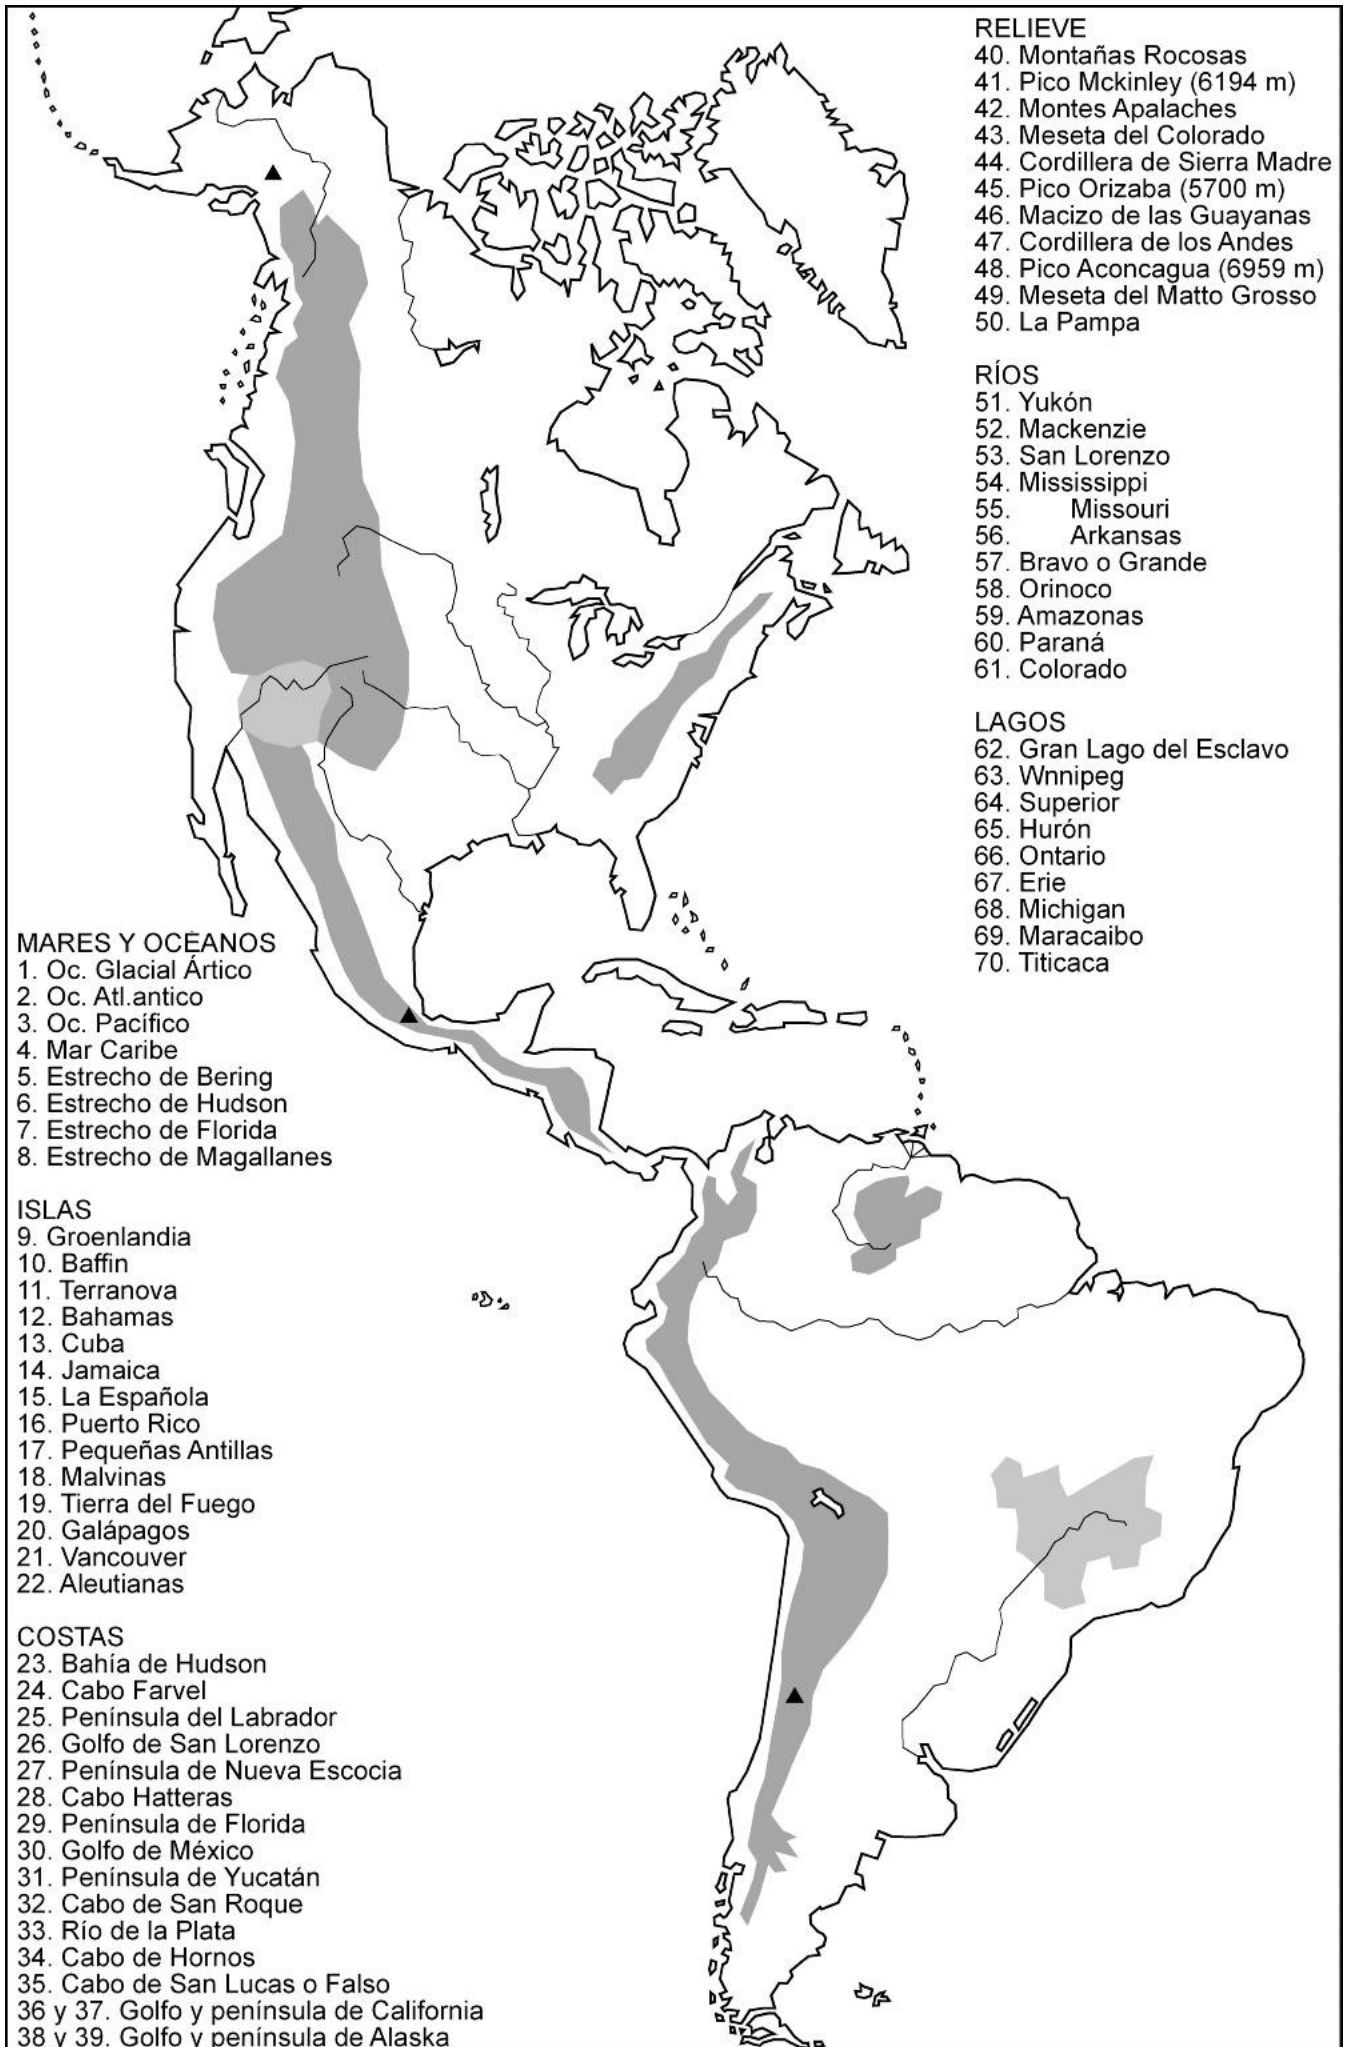 RELIEVE
40. Montañas Rocosas
41. Pico Mckinley (6194 m)
42. Montes Apalaches
43. Meseta del Colorado
44. Cordillera de Sierra Madre
45. Pico Orizaba (5700 m)
46. Macizo de las Guayanas
47. Cordillera de los Andes
48. Pico Aconcagua (6959 m)
49. Meseta del Matto Grosso
50. La Pampa
RÍOS
51. Yukón
52. Mackenzie
53. San Lorenzo
54. Mississippi
55. Missouri
56. Arkansas
57. Bravo o Grande
58. Orinoco
59. Amazonas
60. Paraná
61. Colorado
LAGOS
62. Gran Lago del Esclavo
63. Wnnipeg
64. Superior
65. Hurón
66. Ontario
67. Erie
68. Michigan
69. Maracaibo
70. Titicaca
MARES Y OCÉANOS
1. Oc. Glacial Ártico
2. Oc. Atl.antico
3. Oc. Pacífico
4. Mar Caribe
5. Estrecho de Bering
6. Estrecho de Hudson
7. Estrecho de Florida
8. Estrecho de Magallanes
ISLAS
9. Groenlandia
10. Baffin
11. Terranova
12. Bahamas
13. Cuba
14. Jamaica
15. La Española
16. Puerto Rico
17. Pequeñas Antillas
18. Malvinas
19. Tierra del Fuego
20. Galápagos
21. Vancouver
22. Aleutianas
COSTAS
23. Bahía de Hudson
24. Cabo Farvel
25. Península del Labrador
26. Golfo de San Lorenzo
27. Península de Nueva Escocia
28. Cabo Hatteras
29. Península de Florida
30. Golfo de México
31. Península de Yucatán
32. Cabo de San Roque
33. Río de la Plata
34. Cabo de Hornos
35. Cabo de San Lucas o Falso
36 y 37. Golfo y península de California
38 y 39. Golfo y península de Alaska